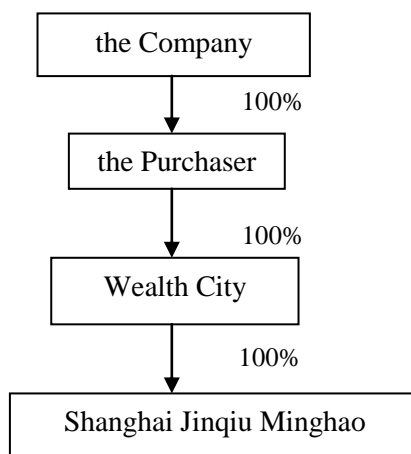 the Company
100%
the Purchaser
100%
Wealth City
100%
Shanghai Jinqiu Minghao